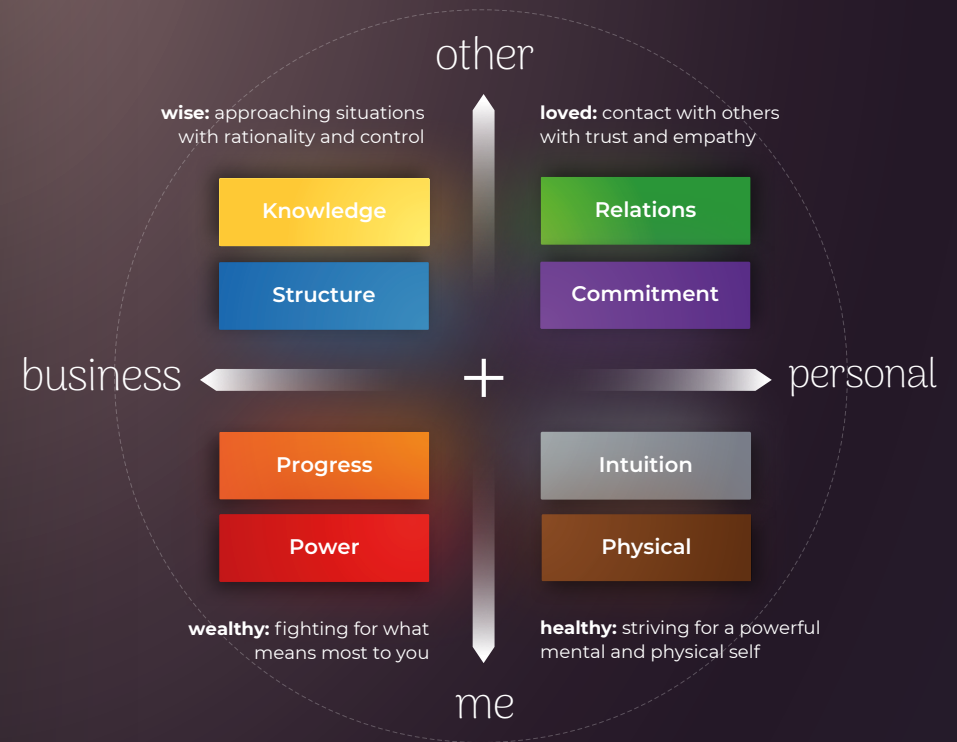 other
wise: approaching situations
with rationality and control
loved: contact with others
with trust and empathy
Knowledge
Relations
Structure
Commitment
business
personal
Progress
Intuition
Power
Physical
wealthy: fighting for what
means most to you
healthy: striving for a powerful
mental and physical self
me